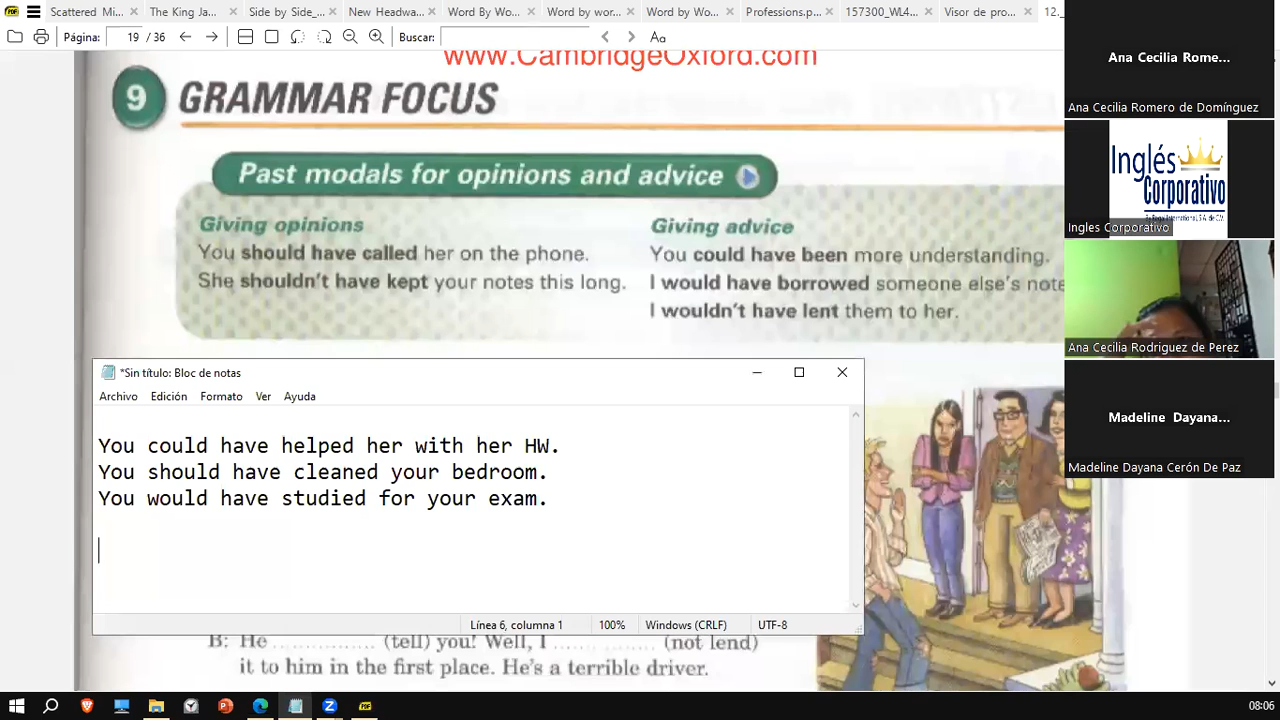 Scattered Mi...
The King Ja...
Side by Side_...
New Headwa...
Word By Wo...
Word by wor...
Word by Wo...
Professions.p...
157300_WL4...
Visor de pro...
12._
Página:
19 / 36
Buscar:
www.CambridgeOxford.com
9 GRAMMAR FOCUS
Past modals for opinions and advice
Giving opinions
You should have called her on the phone.
She shouldn't have kept your notes this long.
Giving advice
You could have been more understanding.
I would have borrowed someone else's note
I wouldn't have lent them to her.
*Sin título: Bloc de notas
Archivo Edición Formato Ver Ayuda
You could have helped her with her HW.
You should have cleaned your bedroom.
You would have studied for your exam.
Línea 6, columna 1 100% Windows (CRLF) UTF-8
B: He .............. (tell) you! Well, I .............. (not lend)
it to him in the first place. He's a terrible driver.
Ana Cecilia Rome...
Ana Cecilia Romero de Domínguez
Inglés
Corporativo
Ingles Corporativo
Ana Cecilia Rodriguez de Perez
Madeline Dayana...
Madeline Dayana Cerón De Paz
08:06